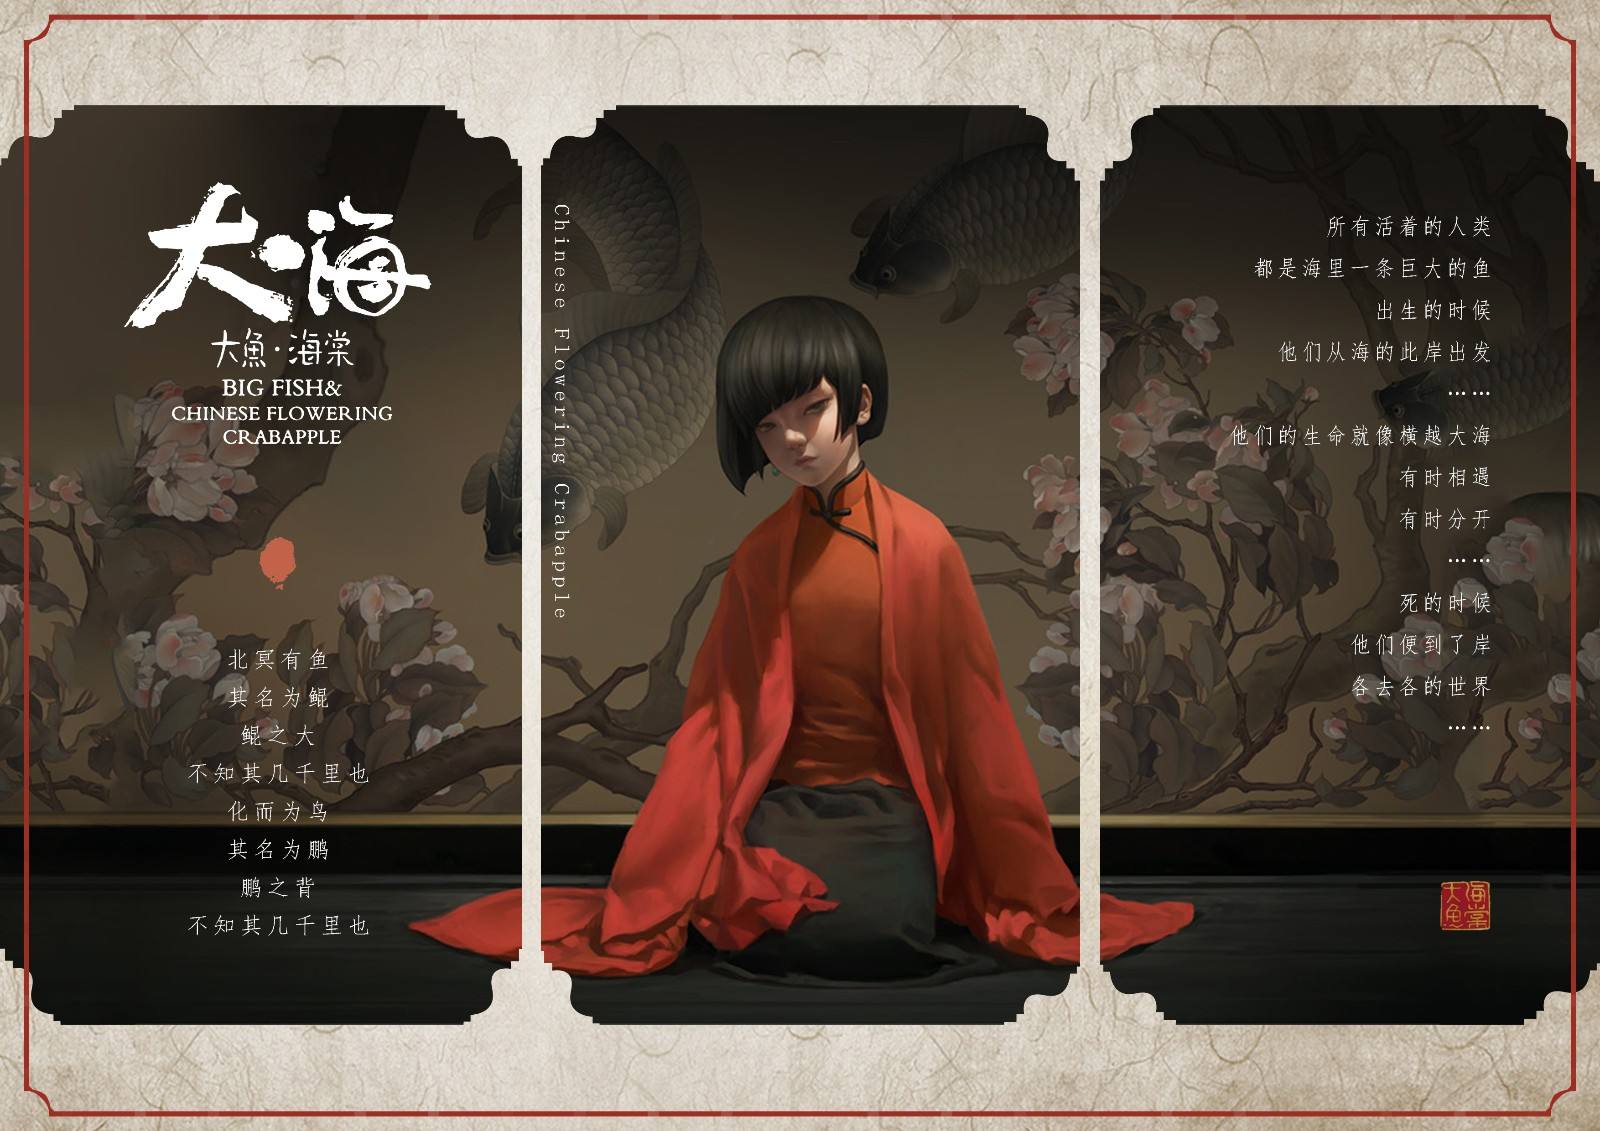 大·海
大魚·海棠
BIG FISH&
CHINESE FLOWERING
CRABAPPLE
北冥有鱼
其名为鲲
鲲之大
不知其几千里也
化而为鸟
其名为鹏
鹏之背
不知其几千里也
Chinese Flowering Crabapple
所有活着的人类
都是海里一条巨大的鱼
出生的时候
他们从海的此岸出发
……
他们的生命就像横越大海
有时相遇
有时分开
……
死的时候
他们便到了岸
各去各的世界
……
大魚
海棠